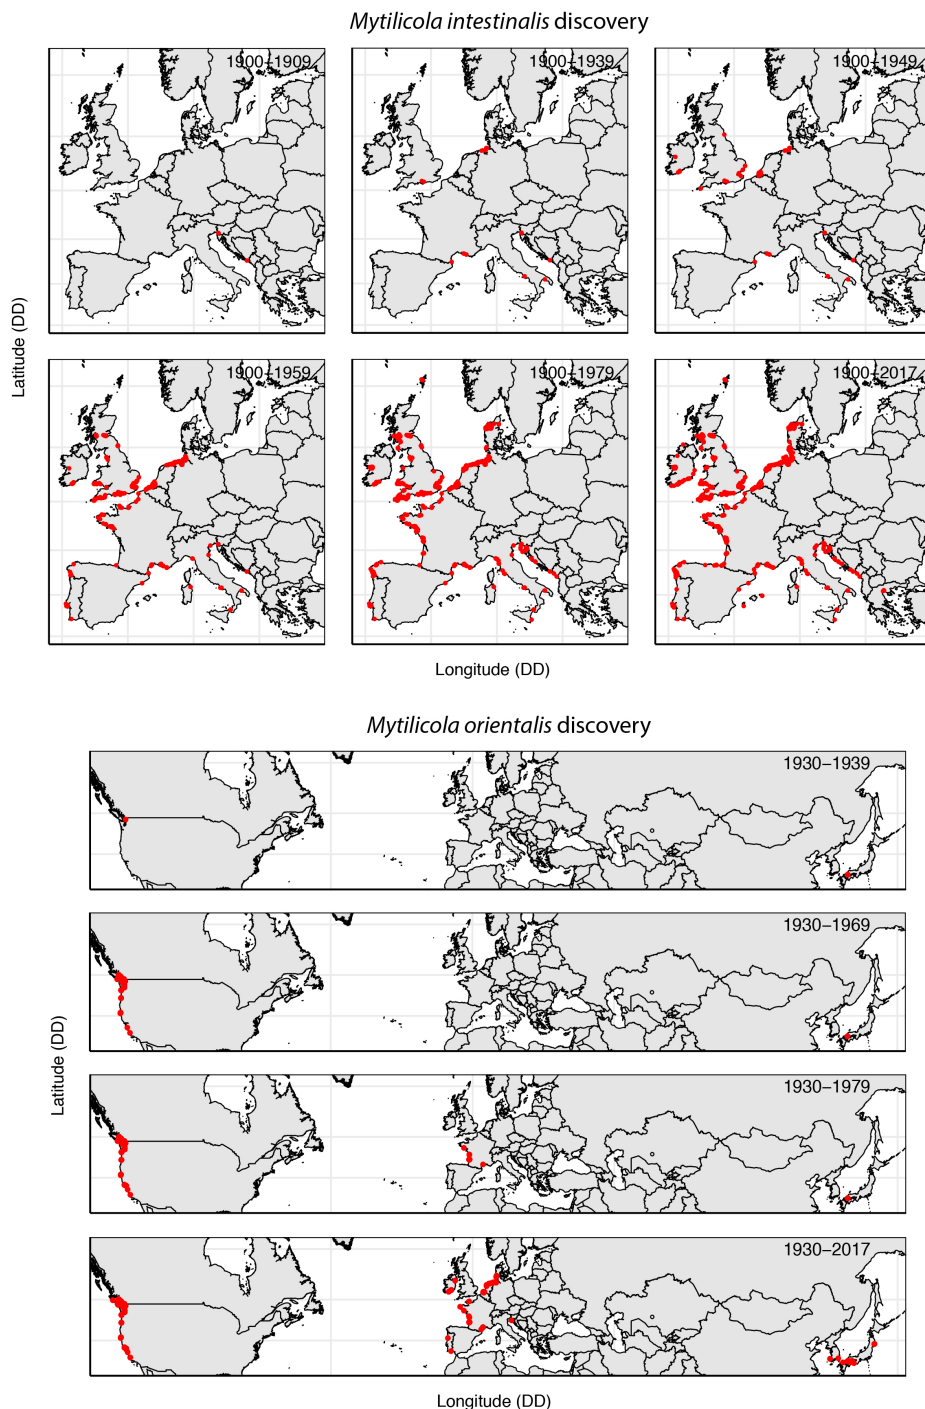 Mytilicola intestinalis discovery
1900–1909
1900–1939
1900–1949
Latitude (DD)
1900–1959
1900–1979
1900–2017
Longitude (DD)
Mytilicola orientalis discovery
1930–1939
1930–1969
Latitude (DD)
1930–1979
1930–2017
Longitude (DD)